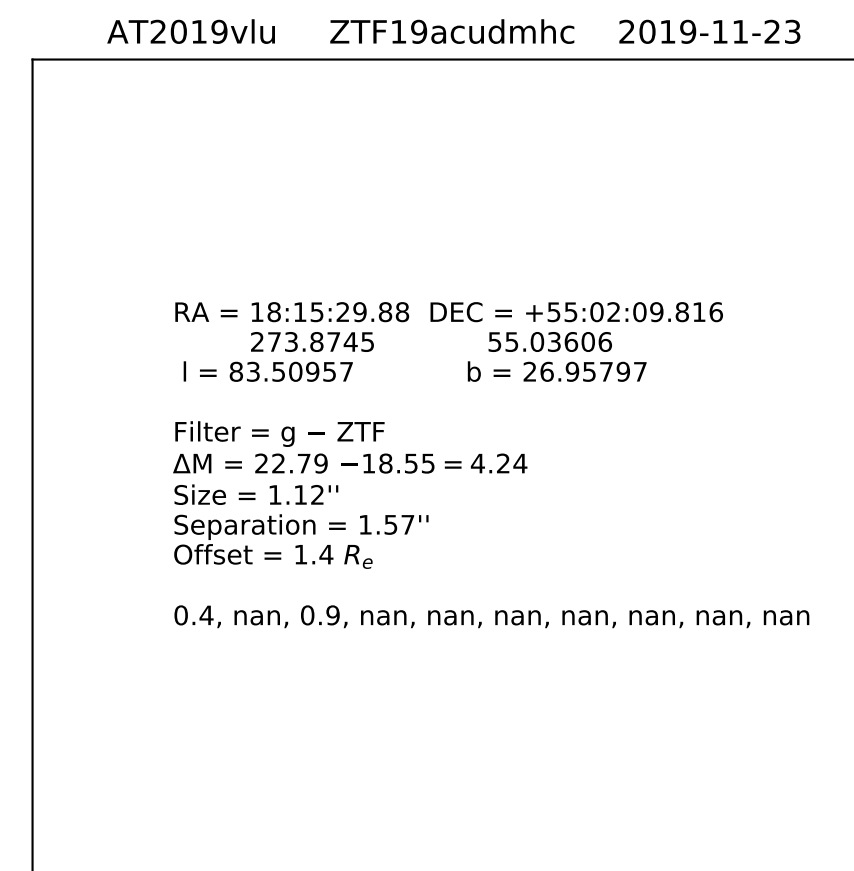 AT2019vlu ZTF19acudmhc 2019-11-23
RA = 18:15:29.88 DEC = +55:02:09.816
273.8745 55.03606
l = 83.50957 b = 26.95797
Filter = g − ZTF
ΔM = 22.79 −18.55 = 4.24
Size = 1.12''
Separation = 1.57''
Offset = 1.4 Rₑ
0.4, nan, 0.9, nan, nan, nan, nan, nan, nan, nan